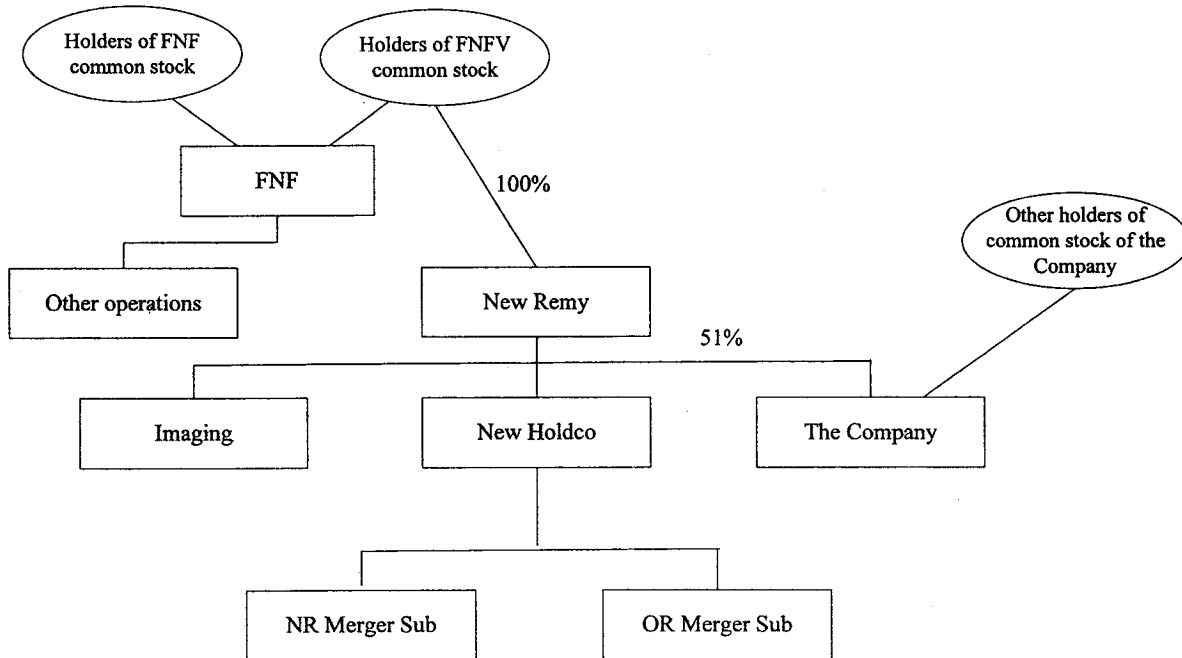 Holders of FNF
common stock
Holders of FNFV
common stock
FNF
100%
Other holders of
common stock of the
Company
Other operations
New Remy
51%
Imaging
New Holdco
The Company
NR Merger Sub
OR Merger Sub